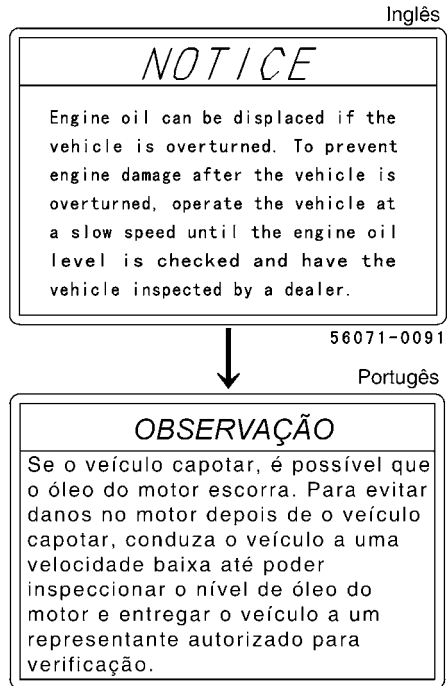 Inglês
NOTICE
Engine oil can be displaced if the
vehicle is overturned. To prevent
engine damage after the vehicle is
overturned, operate the vehicle at
a slow speed until the engine oil
level is checked and have the
vehicle inspected by a dealer.
56071-0091
Portugês
OBSERVAÇÃO
Se o veículo capotar, é possível que
o óleo do motor escorra. Para evitar
danos no motor depois de o veículo
capotar, conduza o veículo a uma
velocidade baixa até poder
inspeccionar o nível de óleo do
motor e entregar o veículo a um
representante autorizado para
verificação.